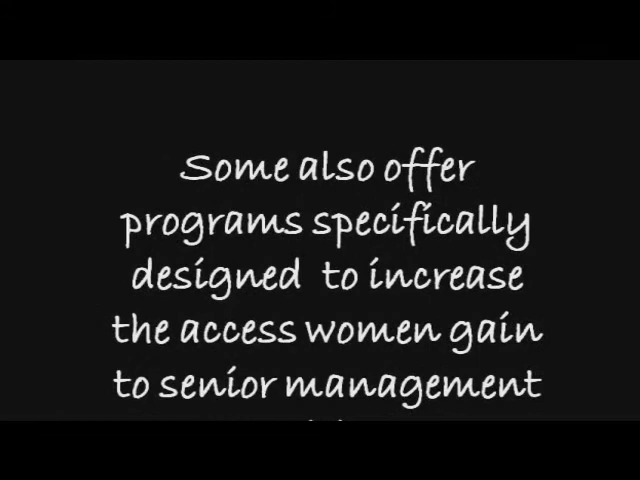 Some also offer
programs specifically
designed to increase
the access women gain
to senior management